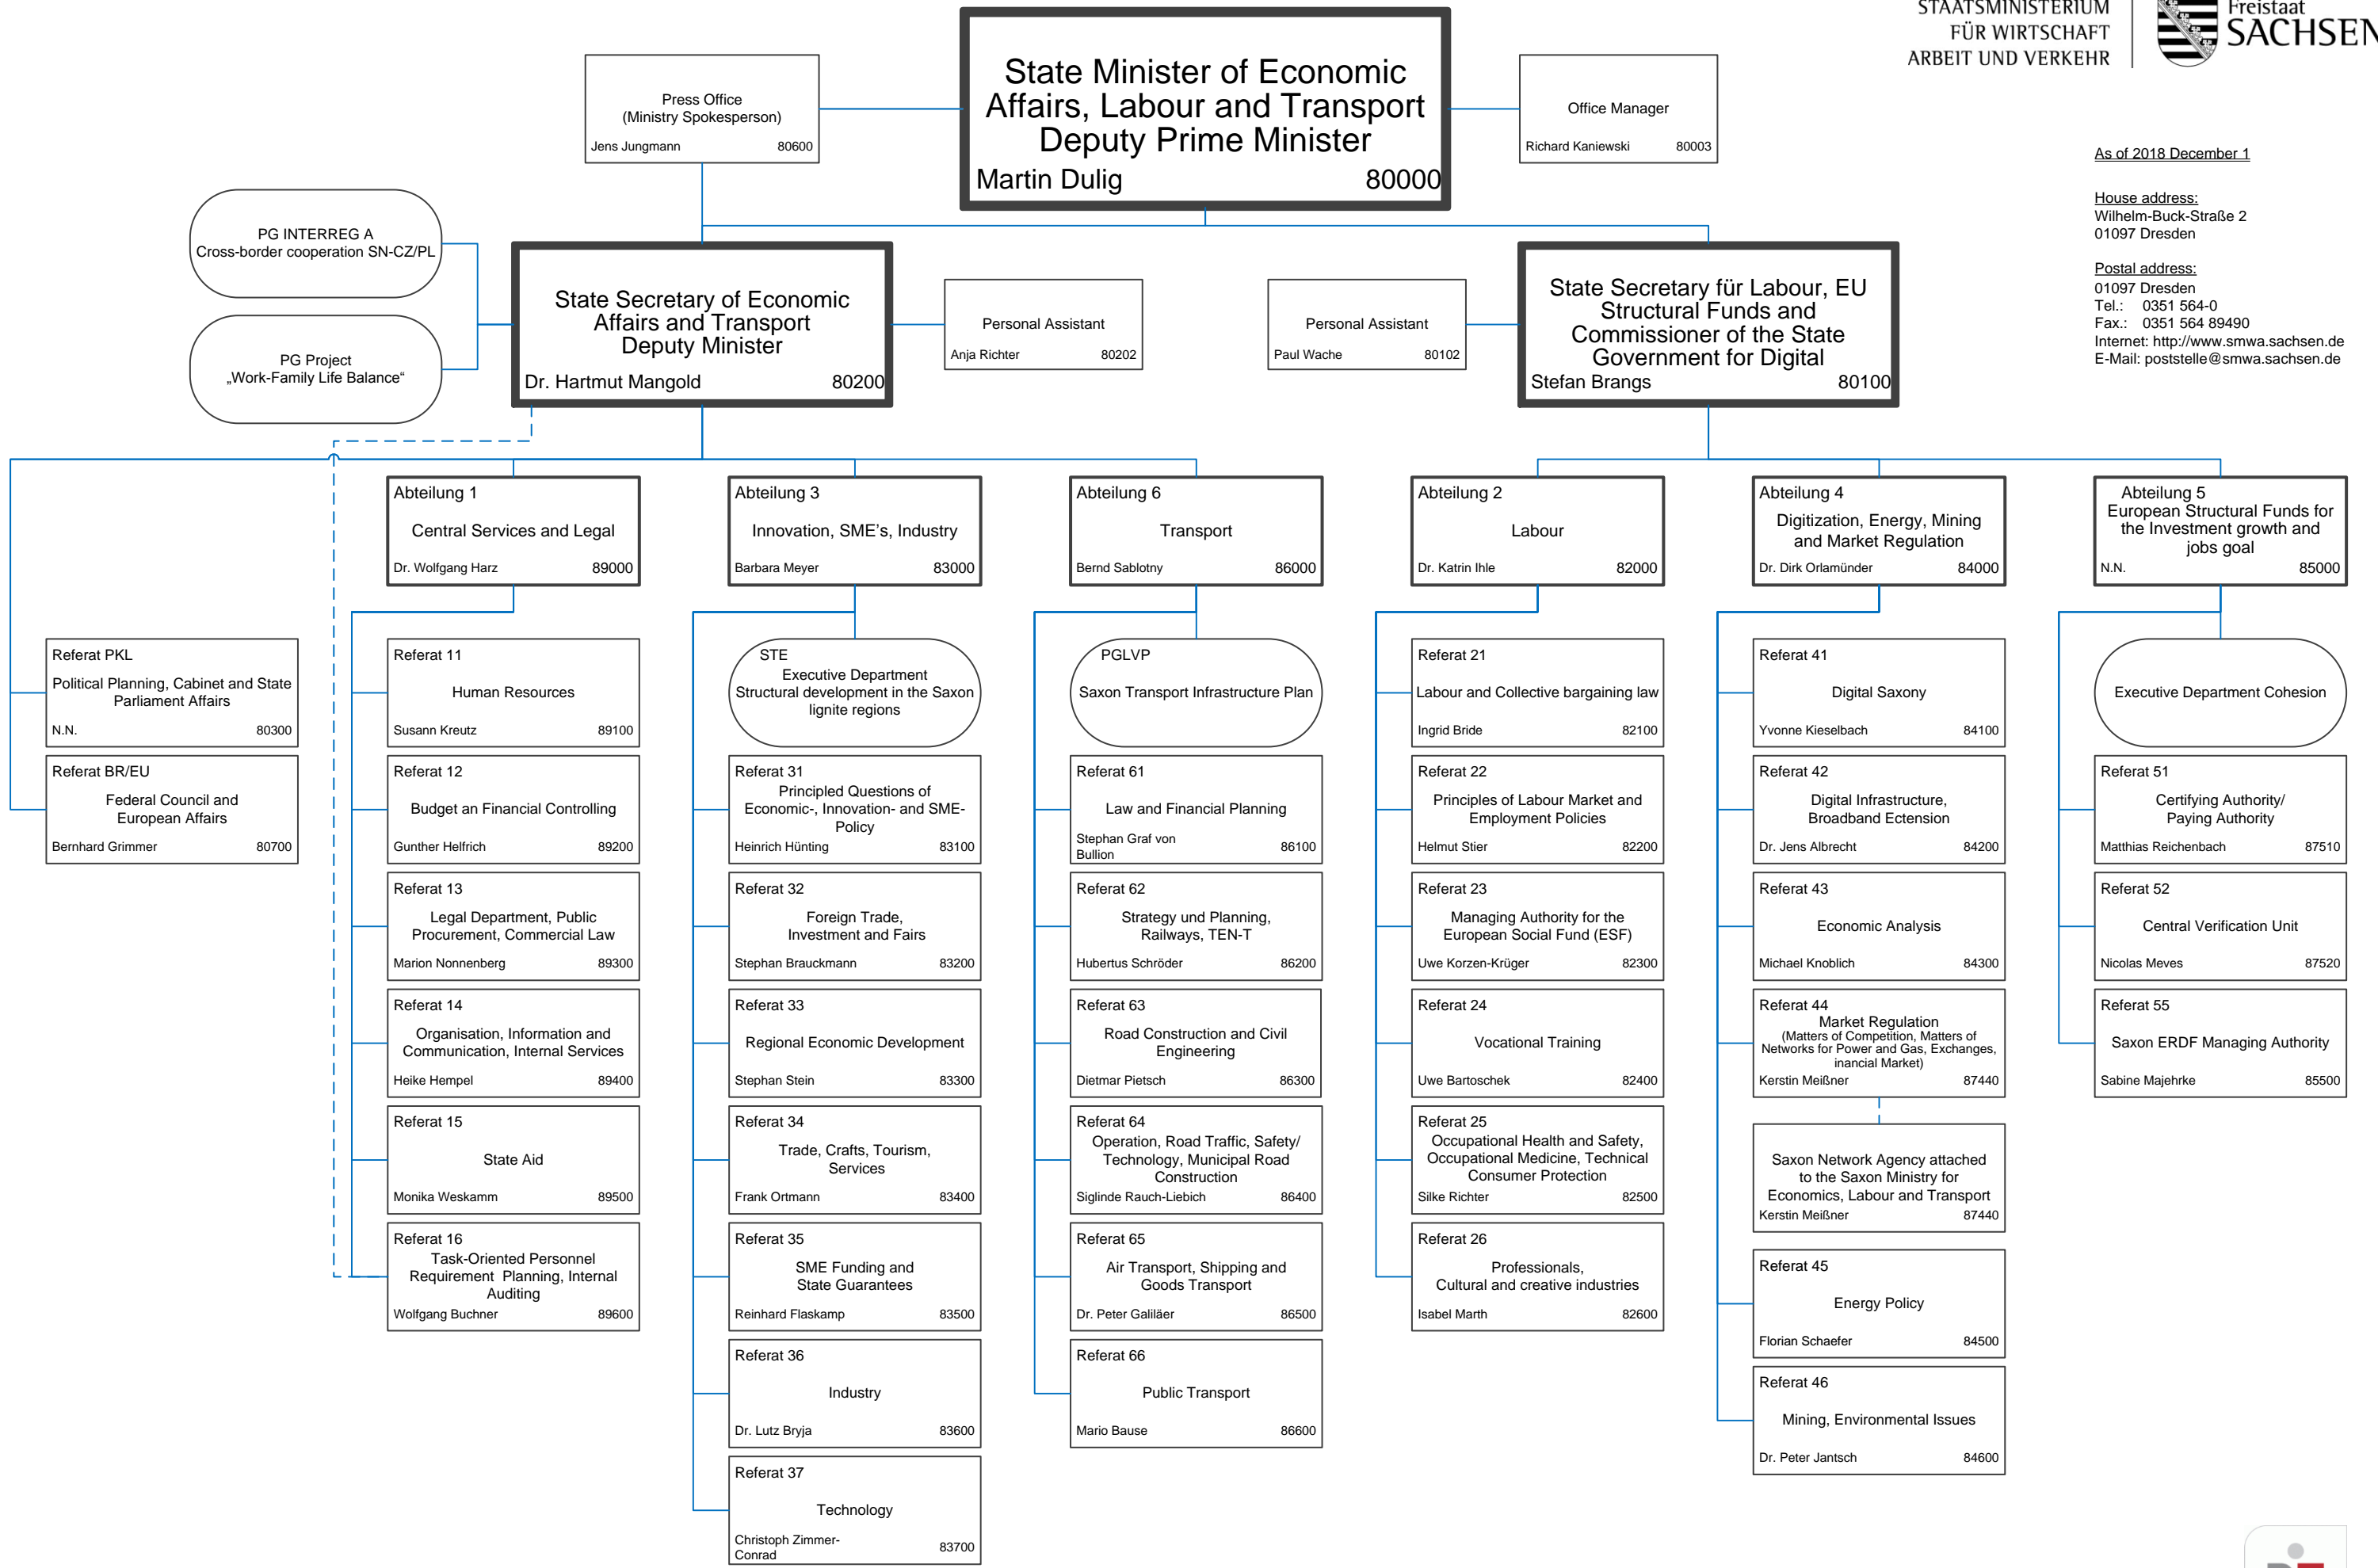 STAATSMINISTERIUM
FÜR WIRTSCHAFT
ARBEIT UND VERKEHR
Freistaat
SACHSEN
State Minister of Economic
Affairs, Labour and Transport
Deputy Prime Minister
Martin Dulig 80000
Press Office
(Ministry Spokesperson)
Jens Jungmann 80600
Office Manager
Richard Kaniewski 80003
As of 2018 December 1
House address:
Wilhelm-Buck-Straße 2
01097 Dresden
Postal address:
01097 Dresden
Tel.: 0351 564-0
Fax.: 0351 564 89490
Internet: http://www.smwa.sachsen.de
E-Mail: poststelle@smwa.sachsen.de
PG INTERREG A
Cross-border cooperation SN-CZ/PL
PG Project
„Work-Family Life Balance“
State Secretary of Economic
Affairs and Transport
Deputy Minister
Dr. Hartmut Mangold 80200
Personal Assistant
Anja Richter 80202
Personal Assistant
Paul Wache 80102
State Secretary für Labour, EU
Structural Funds and
Commissioner of the State
Government for Digital
Stefan Brangs 80100
Abteilung 1
Central Services and Legal
Dr. Wolfgang Harz 89000
Abteilung 3
Innovation, SME's, Industry
Barbara Meyer 83000
Abteilung 6
Transport
Bernd Sablotny 86000
Abteilung 2
Labour
Dr. Katrin Ihle 82000
Abteilung 4
Digitization, Energy, Mining
and Market Regulation
Dr. Dirk Orlamünder 84000
Abteilung 5
European Structural Funds for
the Investment growth and
jobs goal
N.N. 85000
Referat PKL
Political Planning, Cabinet and State
Parliament Affairs
N.N. 80300
Referat BR/EU
Federal Council and
European Affairs
Bernhard Grimmer 80700
Referat 11
Human Resources
Susann Kreutz 89100
Referat 12
Budget an Financial Controlling
Gunther Helfrich 89200
Referat 13
Legal Department, Public
Procurement, Commercial Law
Marion Nonnenberg 89300
Referat 14
Organisation, Information and
Communication, Internal Services
Heike Hempel 89400
Referat 15
State Aid
Monika Weskamm 89500
Referat 16
Task-Oriented Personnel
Requirement Planning, Internal
Auditing
Wolfgang Buchner 89600
STE
Executive Department
Structural development in the Saxon
lignite regions
Referat 31
Principled Questions of
Economic-, Innovation- and SME-
Policy
Heinrich Hünting 83100
Referat 32
Foreign Trade,
Investment and Fairs
Stephan Brauckmann 83200
Referat 33
Regional Economic Development
Stephan Stein 83300
Referat 34
Trade, Crafts, Tourism,
Services
Frank Ortmann 83400
Referat 35
SME Funding and
State Guarantees
Reinhard Flaskamp 83500
Referat 36
Industry
Dr. Lutz Bryja 83600
Referat 37
Technology
Christoph Zimmer-
Conrad 83700
PGLVP
Saxon Transport Infrastructure Plan
Referat 61
Law and Financial Planning
Stephan Graf von
Bullion 86100
Referat 62
Strategy und Planning,
Railways, TEN-T
Hubertus Schröder 86200
Referat 63
Road Construction and Civil
Engineering
Dietmar Pietsch 86300
Referat 64
Operation, Road Traffic, Safety/
Technology, Municipal Road
Construction
Siglinde Rauch-Liebich 86400
Referat 65
Air Transport, Shipping and
Goods Transport
Dr. Peter Galiläer 86500
Referat 66
Public Transport
Mario Bause 86600
Referat 21
Labour and Collective bargaining law
Ingrid Bride 82100
Referat 22
Principles of Labour Market and
Employment Policies
Helmut Stier 82200
Referat 23
Managing Authority for the
European Social Fund (ESF)
Uwe Korzen-Krüger 82300
Referat 24
Vocational Training
Uwe Bartoschek 82400
Referat 25
Occupational Health and Safety,
Occupational Medicine, Technical
Consumer Protection
Silke Richter 82500
Referat 26
Professionals,
Cultural and creative industries
Isabel Marth 82600
Referat 41
Digital Saxony
Yvonne Kieselbach 84100
Referat 42
Digital Infrastructure,
Broadband Ectension
Dr. Jens Albrecht 84200
Referat 43
Economic Analysis
Michael Knoblich 84300
Referat 44
Market Regulation
(Matters of Competition, Matters of
Networks for Power and Gas, Exchanges,
inancial Market)
Kerstin Meißner 87440
Saxon Network Agency attached
to the Saxon Ministry for
Economics, Labour and Transport
Kerstin Meißner 87440
Referat 45
Energy Policy
Florian Schaefer 84500
Referat 46
Mining, Environmental Issues
Dr. Peter Jantsch 84600
Executive Department Cohesion
Referat 51
Certifying Authority/
Paying Authority
Matthias Reichenbach 87510
Referat 52
Central Verification Unit
Nicolas Meves 87520
Referat 55
Saxon ERDF Managing Authority
Sabine Majehrke 85500